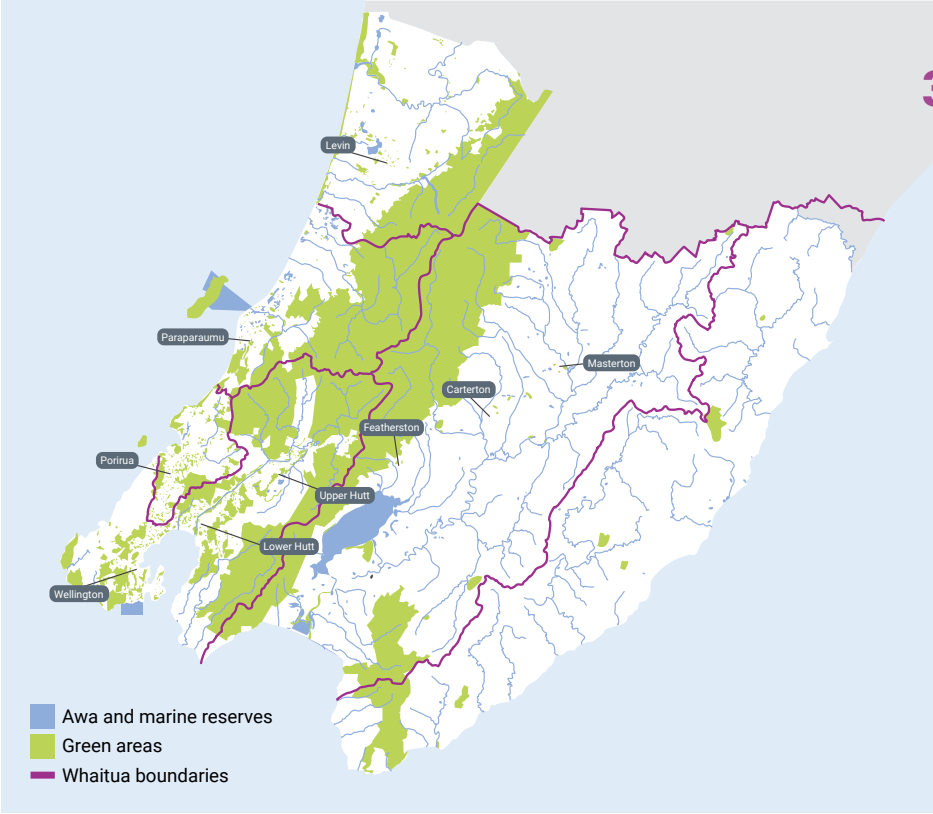 3
Levin
Paraparaumu
Masterton
Carterton
Featherston
Porirua
Upper Hutt
Lower Hutt
Wellington
Awa and marine reserves
Green areas
Whaitua boundaries